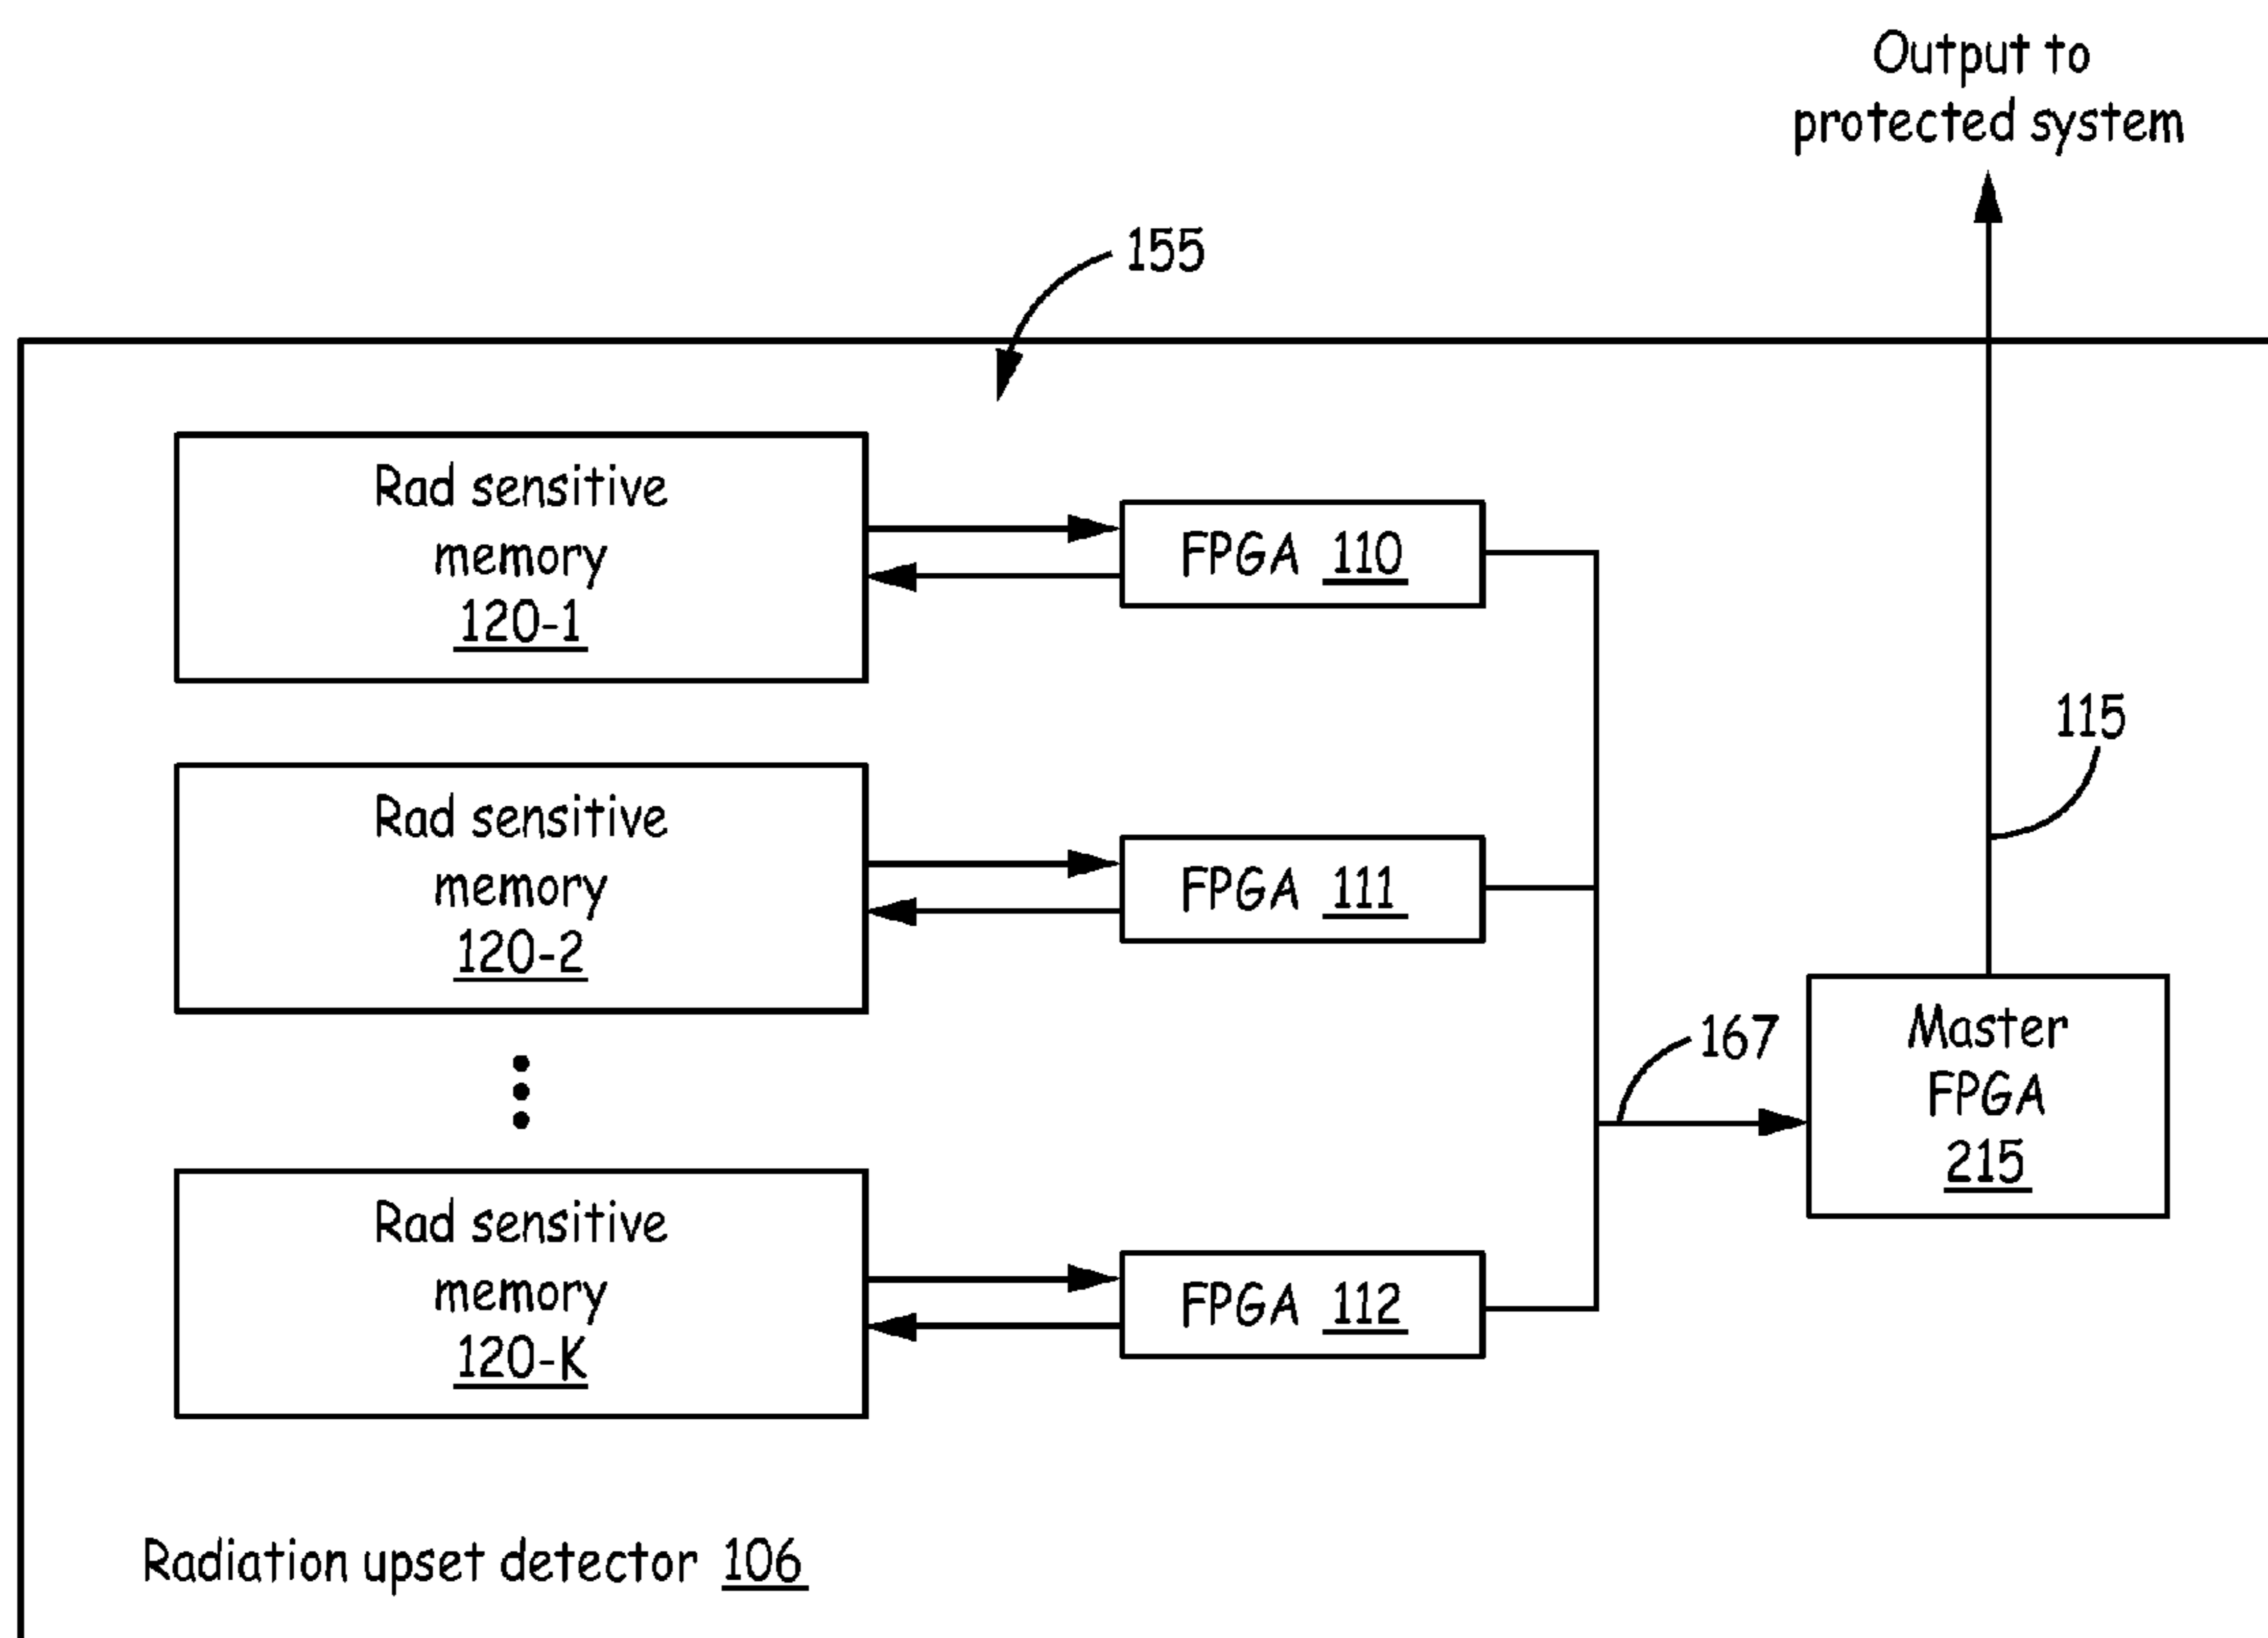 Output to
protected system
155
Rad sensitive
memory
120-1
FPGA 110
Rad sensitive
memory
120-2
FPGA 111
115
167
Master
FPGA
215
Rad sensitive
memory
120-K
FPGA 112
Radiation upset detector 106